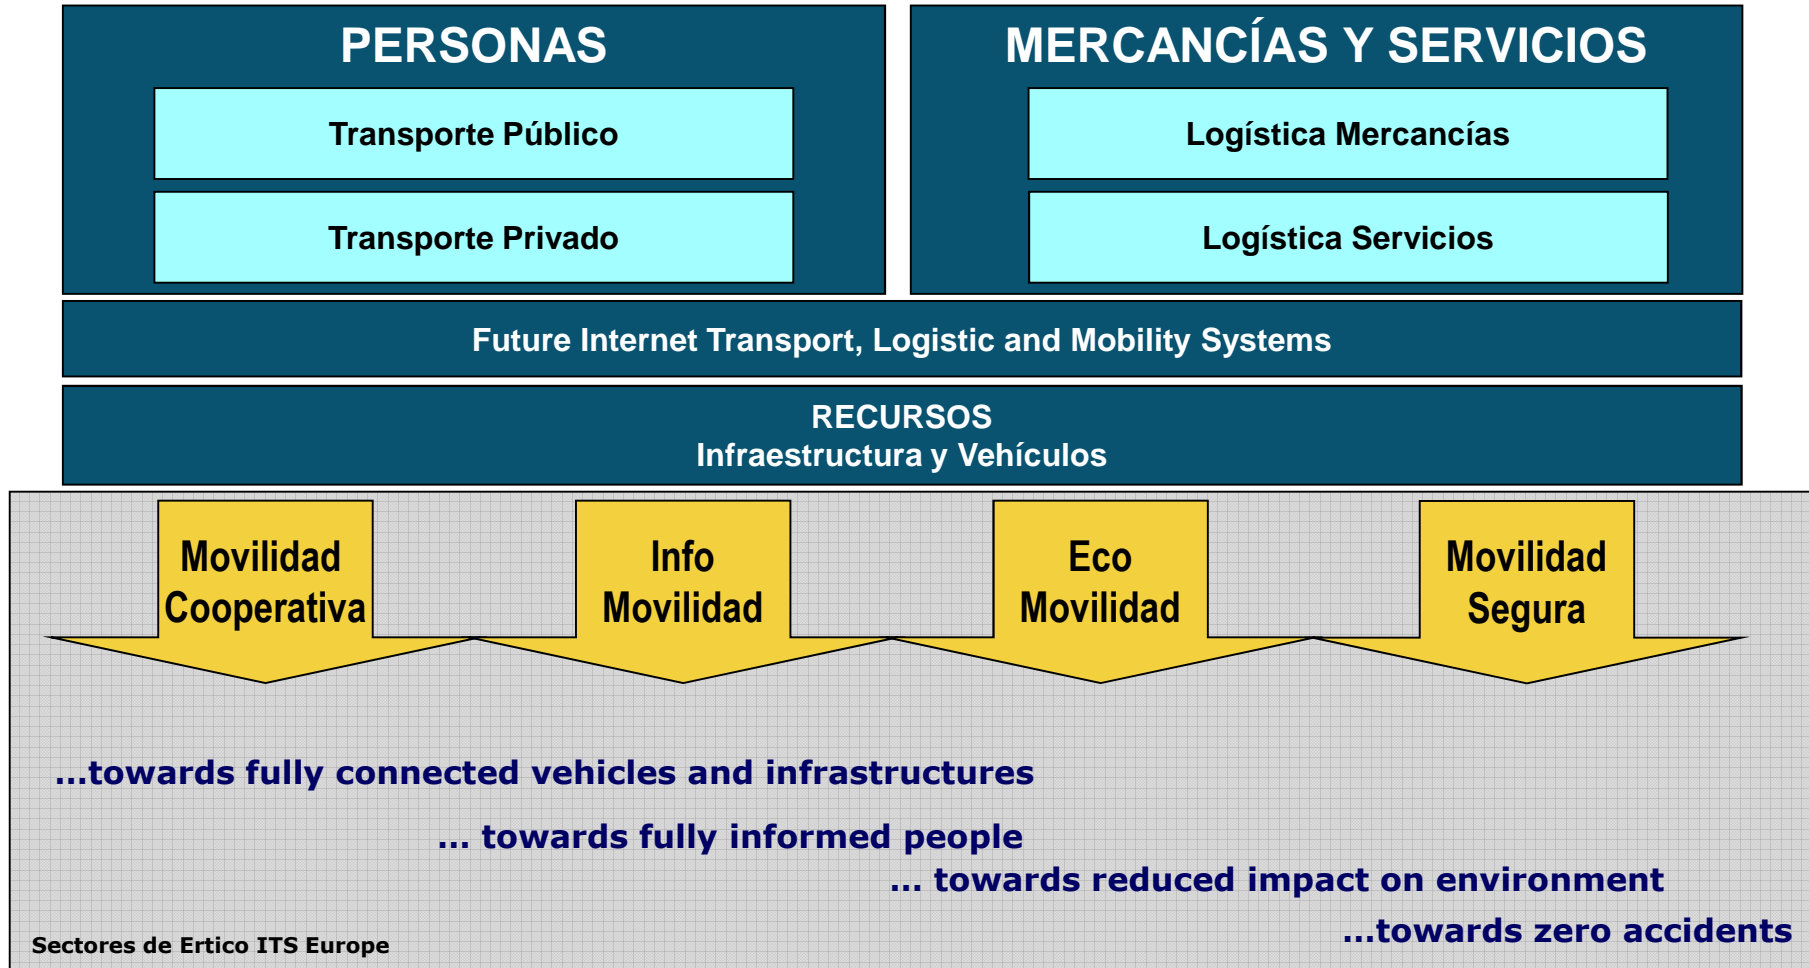 PERSONAS
Transporte Público
Transporte Privado
MERCANCÍAS Y SERVICIOS
Logística Mercancías
Logística Servicios
Future Internet Transport, Logistic and Mobility Systems
RECURSOS
Infraestructura y Vehículos
Movilidad
Cooperativa
Info
Movilidad
Eco
Movilidad
Movilidad
Segura
...towards fully connected vehicles and infrastructures
... towards fully informed people
... towards reduced impact on environment
...towards zero accidents
Sectores de Ertico ITS Europe